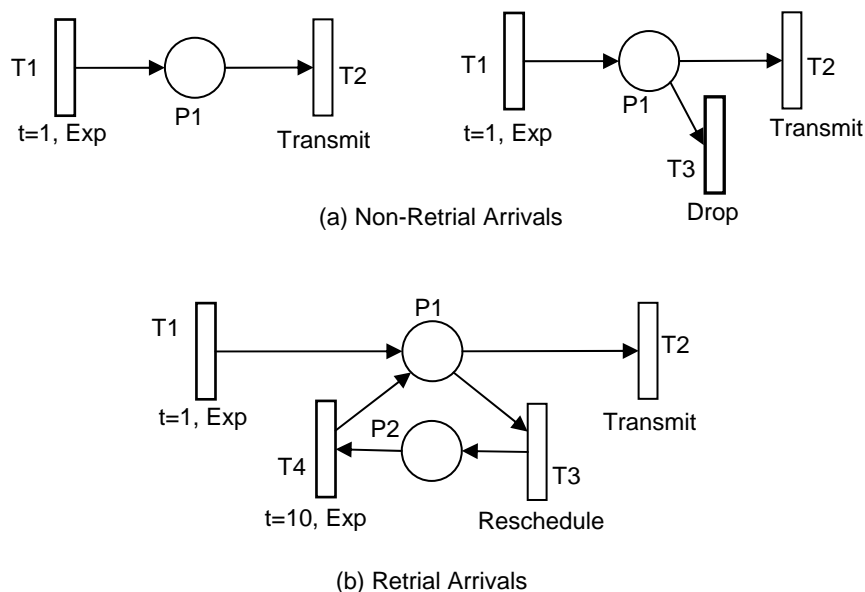 T1
P1
T2
t=1, Exp
Transmit
T1
P1
T2
t=1, Exp
Transmit
T3
Drop
(a) Non-Retrial Arrivals
P1
T1
T2
t=1, Exp
Transmit
P2
T4
T3
t=10, Exp
Reschedule
(b) Retrial Arrivals